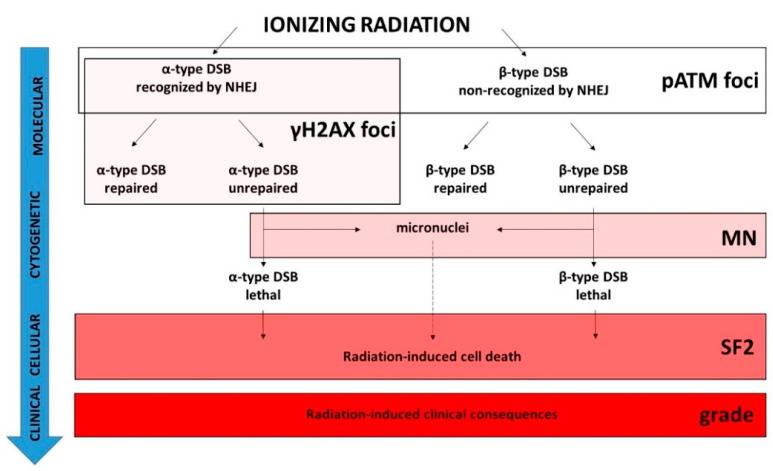 IONIZING RADIATION
α-type DSB
recognized by NHEJ
β-type DSB
non-recognized by NHEJ
pATM foci
γH2AX foci
α-type DSB
repaired
α-type DSB
unrepaired
β-type DSB
repaired
β-type DSB
unrepaired
micronuclei
MN
α-type DSB
lethal
β-type DSB
lethal
Radiation-induced cell death
SF2
Radiation-induced clinical consequences
grade
MOLECULAR
CYTOGENETIC
CELLULAR
CLINICAL